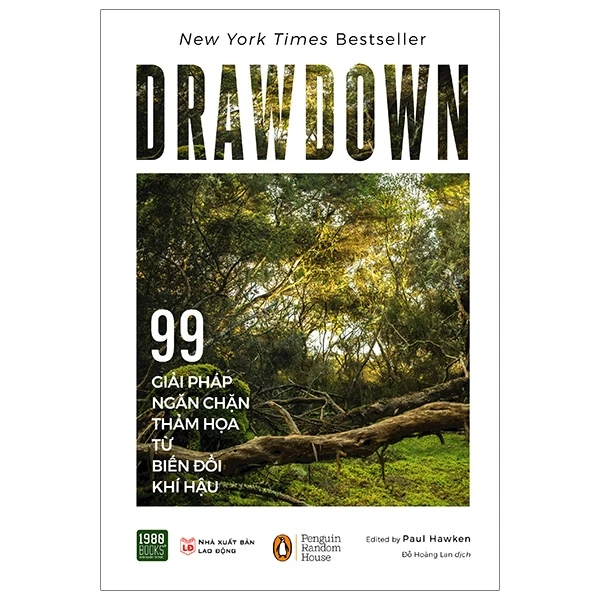 New York Times Bestseller
DRAWDOWN
99
GIẢI PHÁP
NGĂN CHẶN
THẢM HỌA
TỪ
BIẾN ĐỔI
KHÍ HẬU
1980
BOOKS
LĐ
NHÀ XUẤT BẢN
LAO ĐỘNG
Penguin
Random
House
Edited by Paul Hawken
Đỗ Hoàng Lan dịch